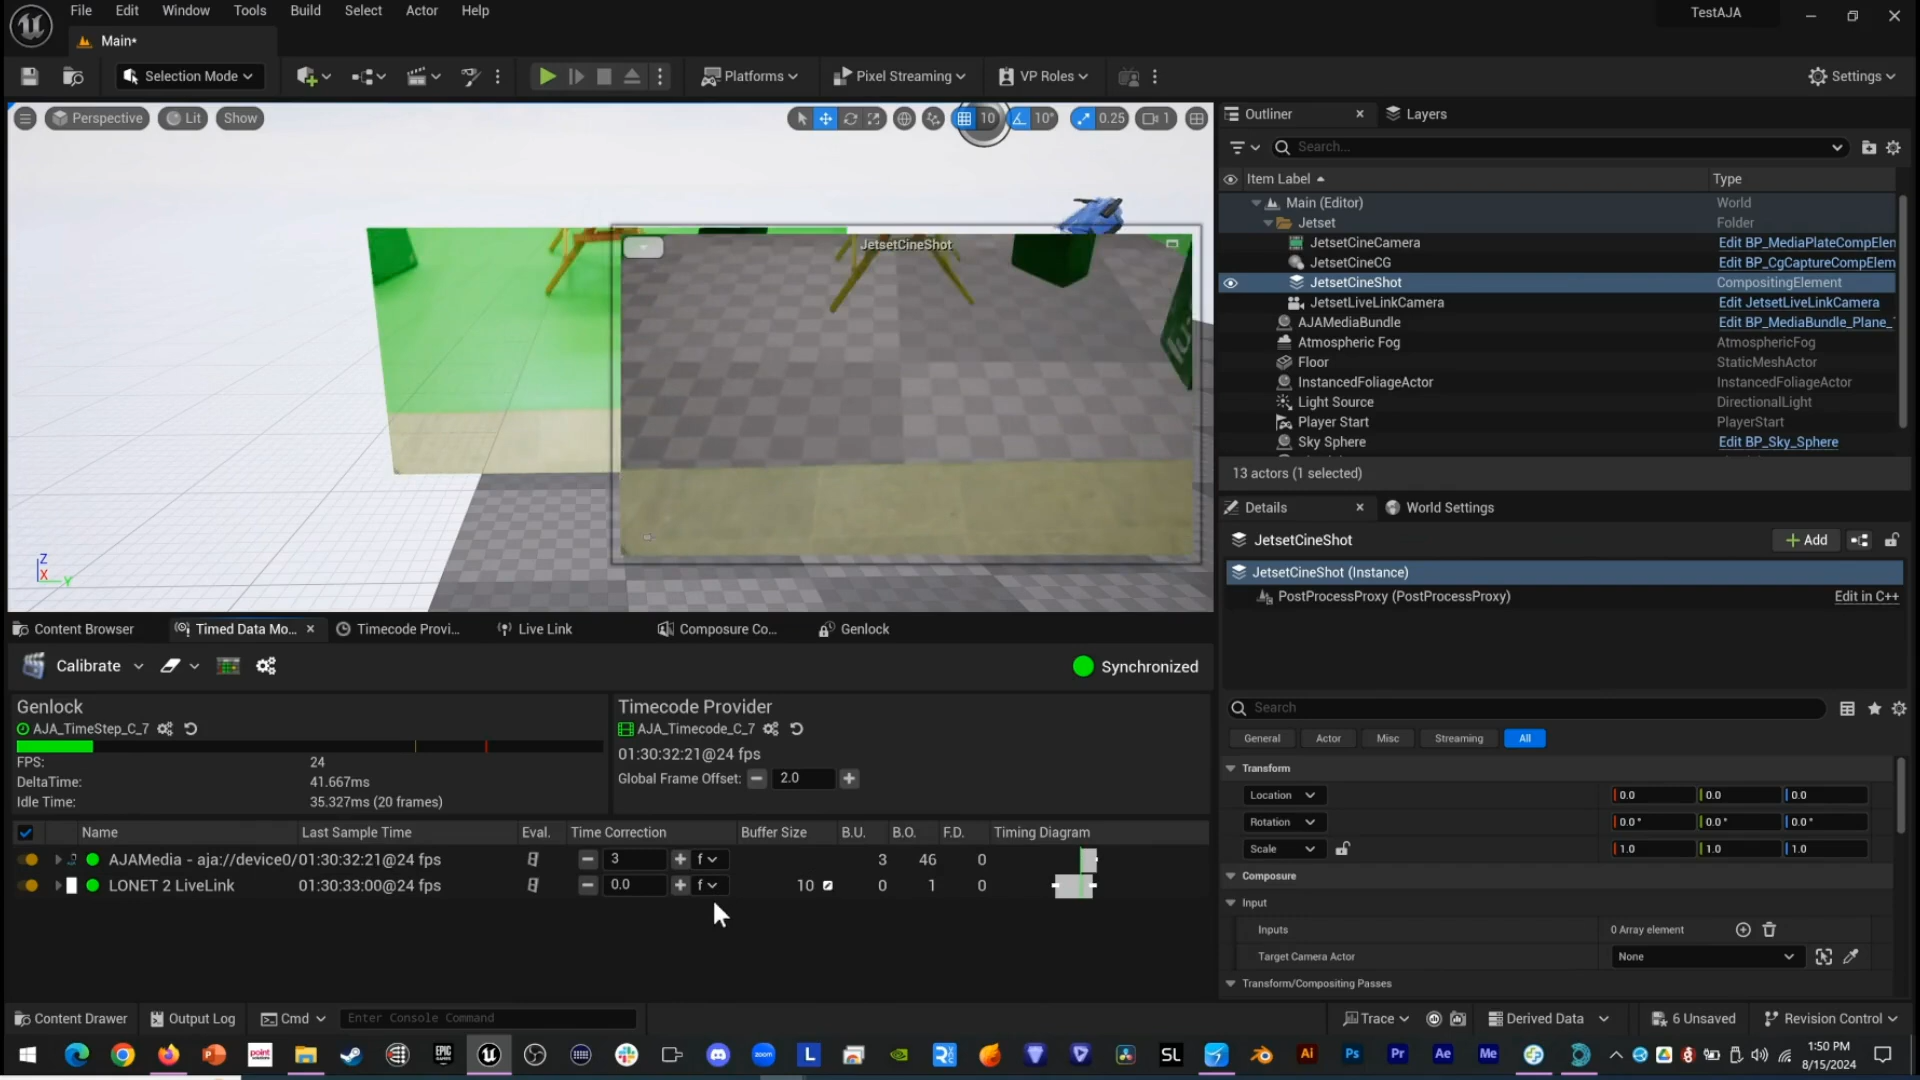 File Edit Window Tools Build Select Actor Help
TestAJA
Main*
Selection Mode
Platforms
Pixel Streaming
VP Roles
Settings
Perspective
Lit
Show
10
10°
0.25
1
JetsetCineShot
Z
X
Y
Outliner
Layers
Search...
Item Label
Type
Main (Editor) World
Jetset Folder
JetsetCineCamera Edit BP_MediaPlateCompElen
JetsetCineCG Edit BP_CgCaptureCompElem
JetsetCineShot CompositingElement
JetsetLiveLinkCamera Edit JetsetLiveLinkCamera
AJAMediaBundle Edit BP_MediaBundle_Plane_
Atmospheric Fog AtmosphericFog
Floor StaticMeshActor
InstancedFoliageActor InstancedFoliageActor
Light Source DirectionalLight
Player Start PlayerStart
Sky Sphere Edit BP_Sky_Sphere
13 actors (1 selected)
Details
World Settings
JetsetCineShot
Add
JetsetCineShot (Instance)
PostProcessProxy (PostProcessProxy) Edit in C++
Search
General Actor Misc Streaming All
Transform
Location 0.0 0.0 0.0
Rotation 0.0° 0.0° 0.0°
Scale 1.0 1.0 1.0
Composure
Input
Inputs 0 Array element
Target Camera Actor None
Transform/Compositing Passes
Content Browser
Timed Data Mo...
Timecode Provi...
Live Link
Composure Co...
Genlock
Calibrate
Synchronized
Genlock
AJA_TimeStep_C_7
FPS: 24
DeltaTime: 41.667ms
Idle Time: 35.327ms (20 frames)
Timecode Provider
AJA_Timecode_C_7
01:30:32:21@24 fps
Global Frame Offset: 2.0
Name Last Sample Time Eval. Time Correction Buffer Size B.U. B.O. F.D. Timing Diagram
AJAMedia - aja://device0/ 01:30:32:21@24 fps 3 f 3 46 0
LONET 2 LiveLink 01:30:33:00@24 fps 0.0 f 10 0 1 0
Content Drawer
Output Log
Cmd
Enter Console Command
Trace
Derived Data
6 Unsaved
Revision Control
1:50 PM
8/15/2024